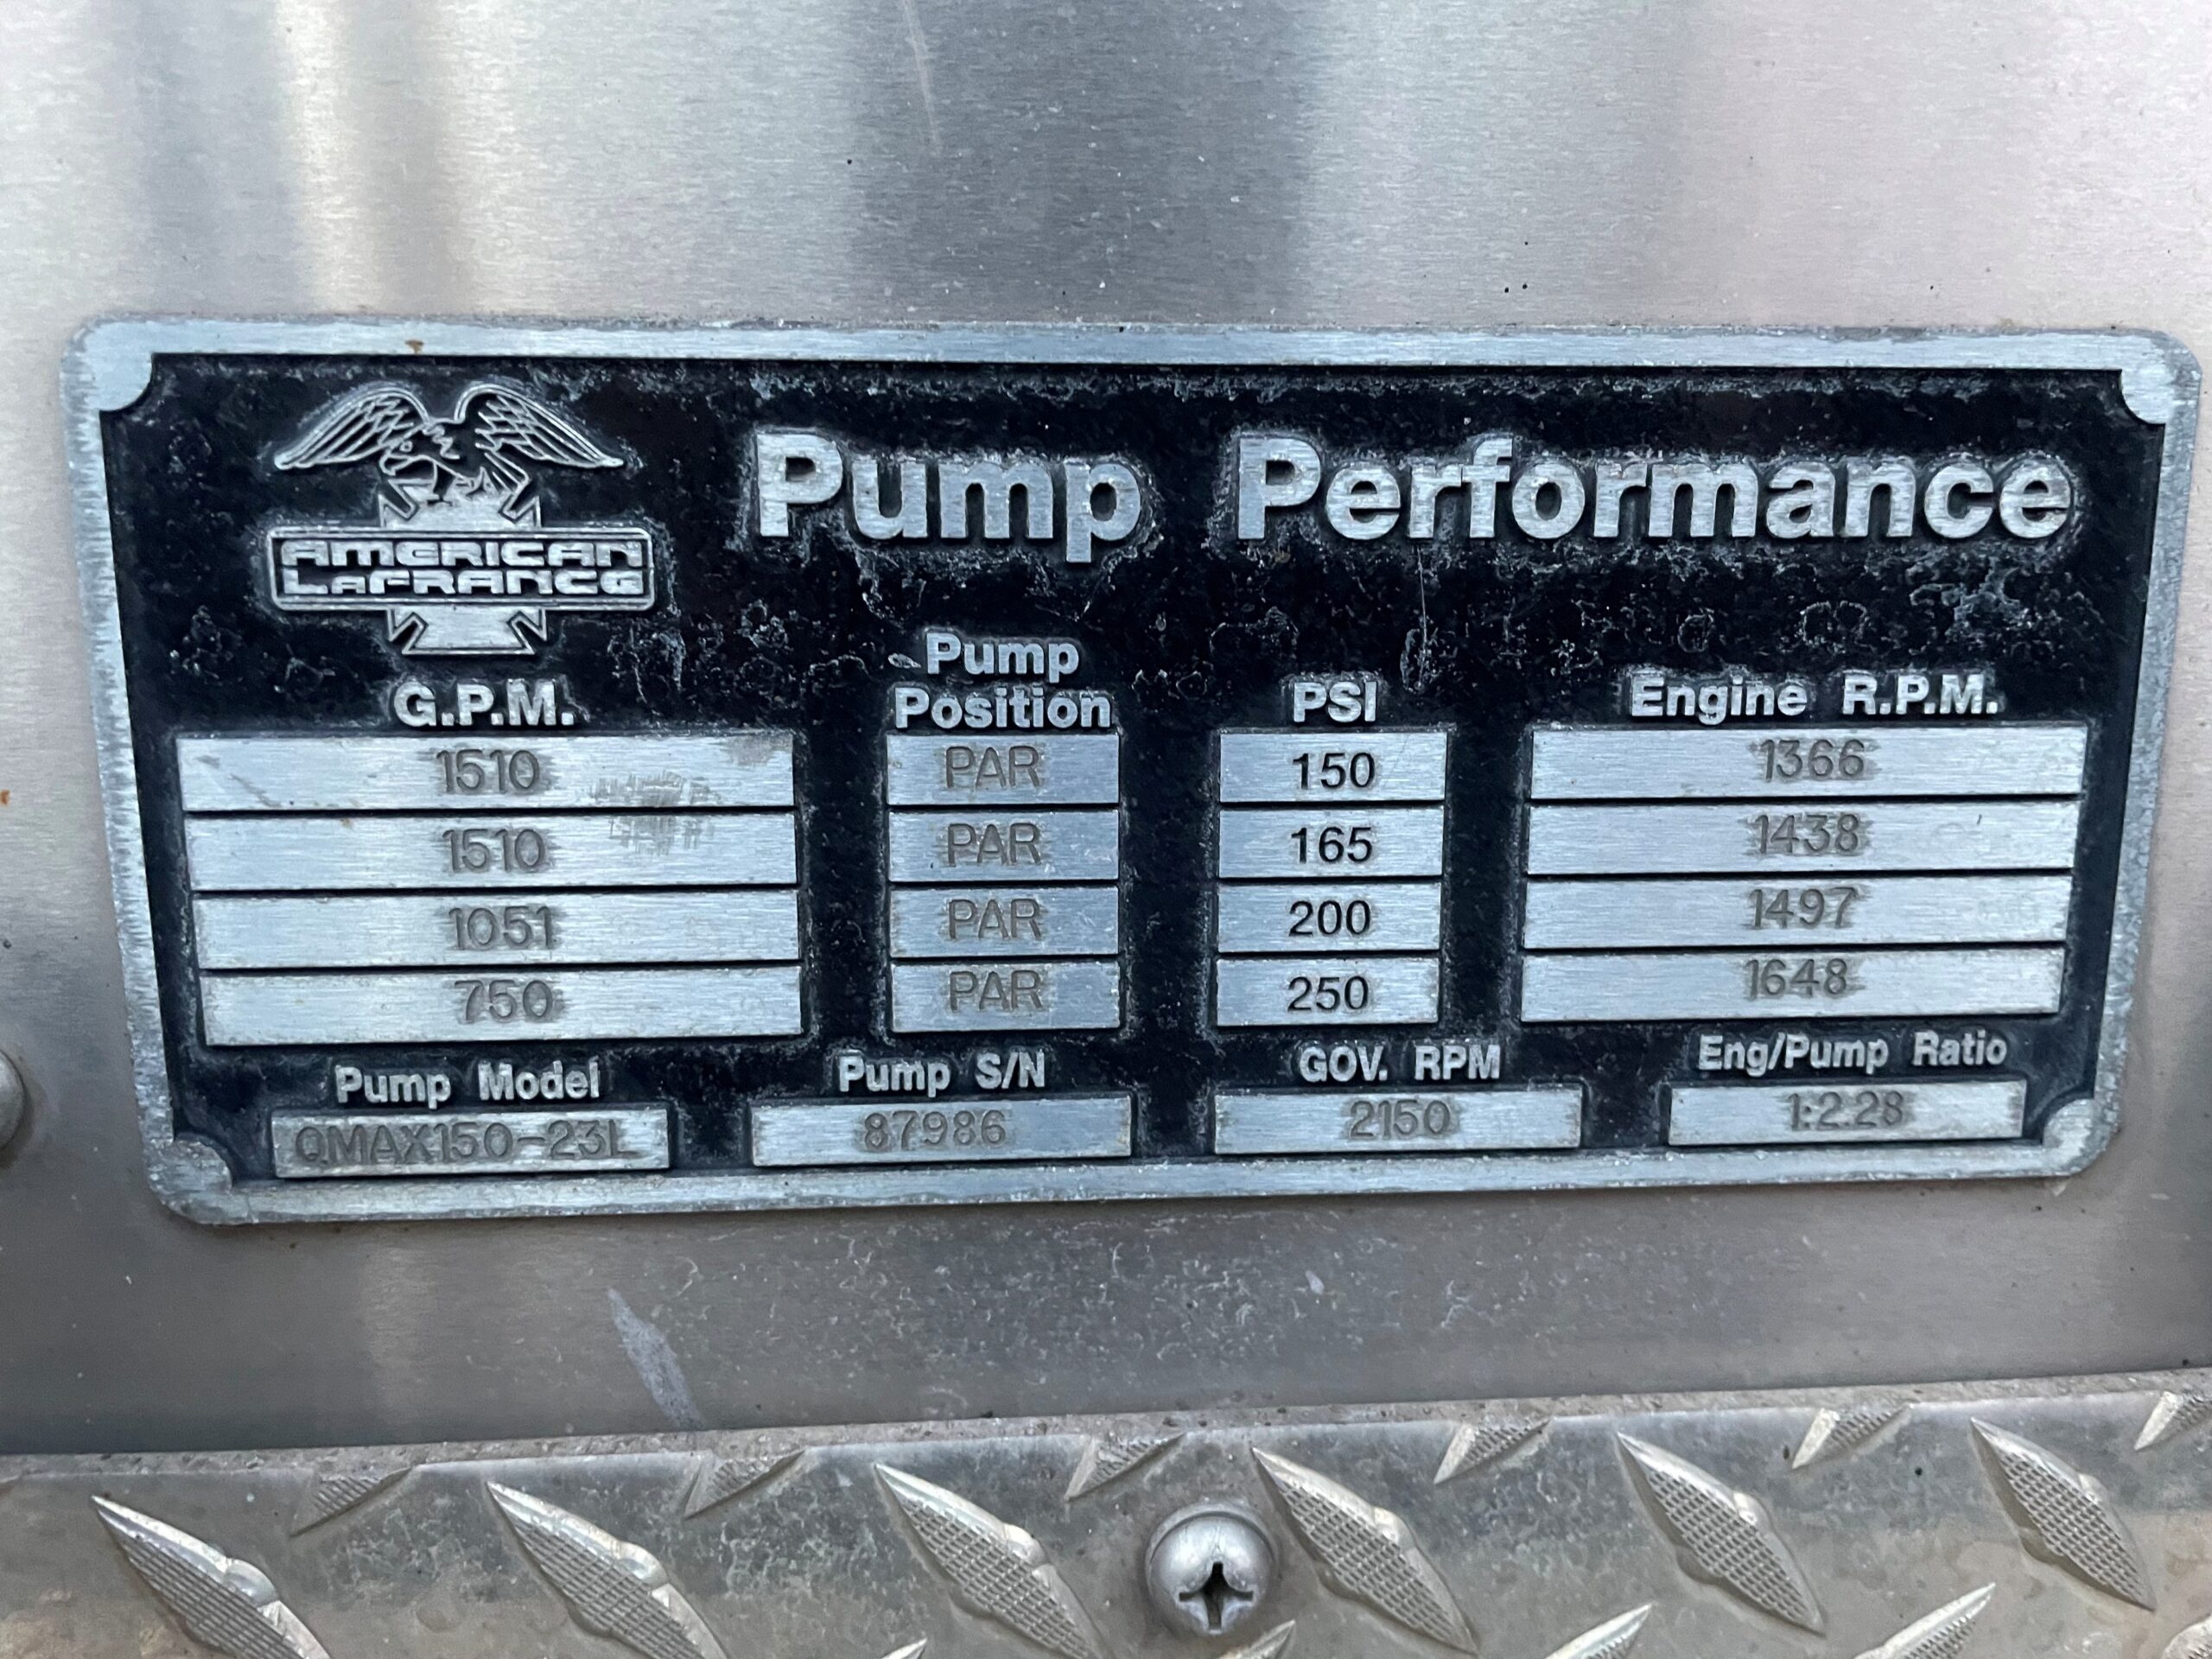 AMERICAN
LaFRANCE
Pump Performance
G.P.M. Pump Position PSI Engine R.P.M.
1510 PAR 150 1366
1510 PAR 165 1438
1051 PAR 200 1497
750 PAR 250 1648
Pump Model Pump S/N GOV. RPM Eng/Pump Ratio
QMAX150-23L 87986 2150 1:2.28